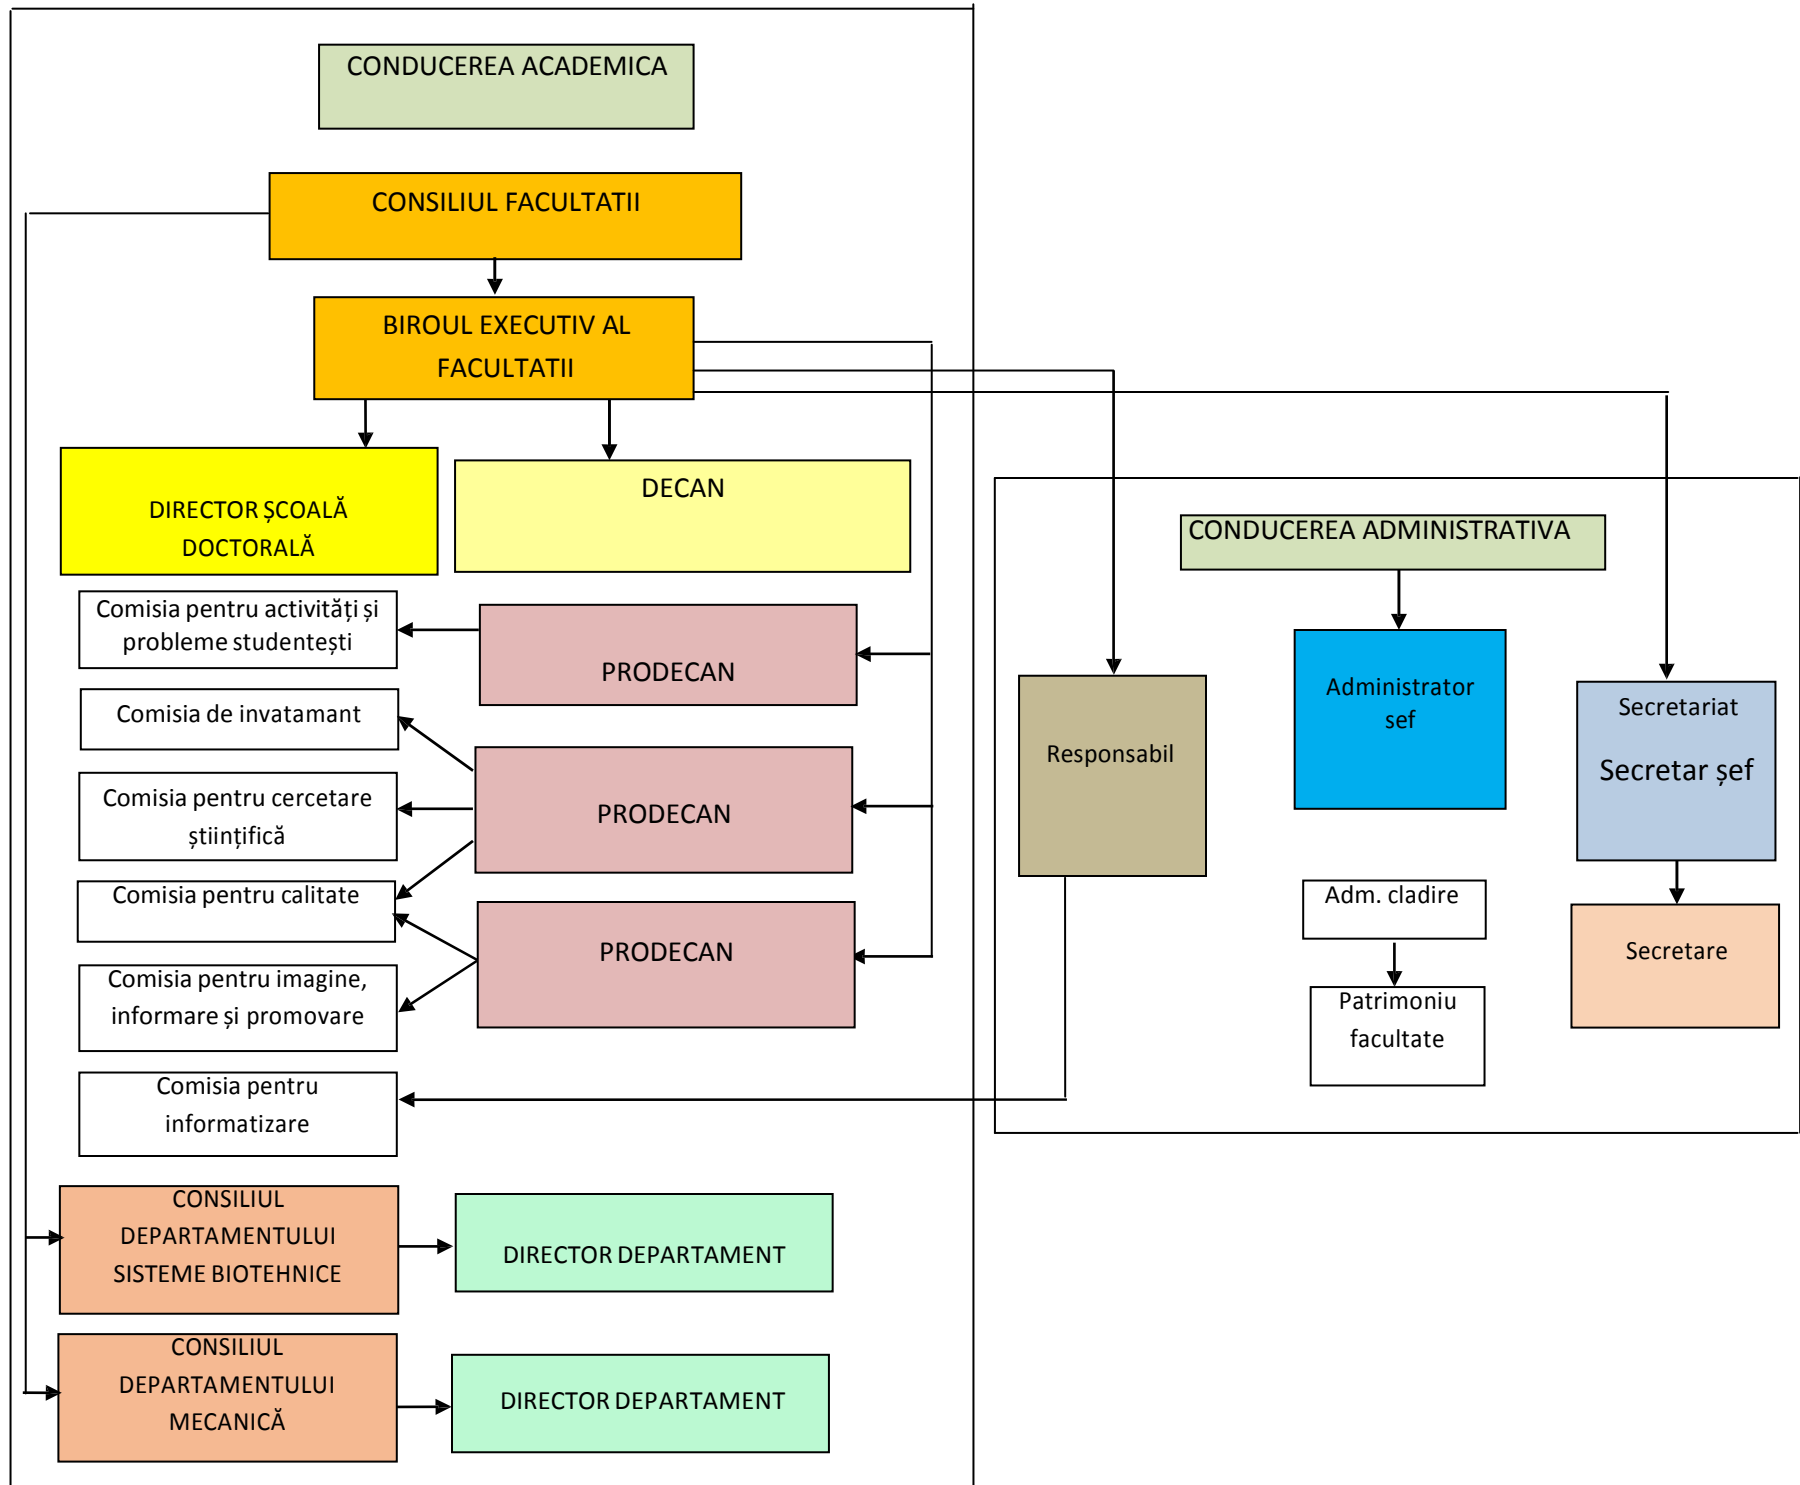 CONDUCEREA ACADEMICA
CONSILIUL FACULTATII
BIROUL EXECUTIV AL
FACULTATII
DIRECTOR ȘCOALĂ
DOCTORALĂ
DECAN
Comisia pentru activități și
probleme studentești
PRODECAN
Comisia de invatamant
Comisia pentru cercetare
științifică
PRODECAN
Comisia pentru calitate
PRODECAN
Comisia pentru imagine,
informare și promovare
Comisia pentru
informatizare
CONSILIUL
DEPARTAMENTULUI
SISTEME BIOTEHNICE
DIRECTOR DEPARTAMENT
CONSILIUL
DEPARTAMENTULUI
MECANICĂ
DIRECTOR DEPARTAMENT
CONDUCEREA ADMINISTRATIVA
Responsabil
Administrator
sef
Secretariat
Secretar șef
Adm. cladire
Secretare
Patrimoniu
facultate